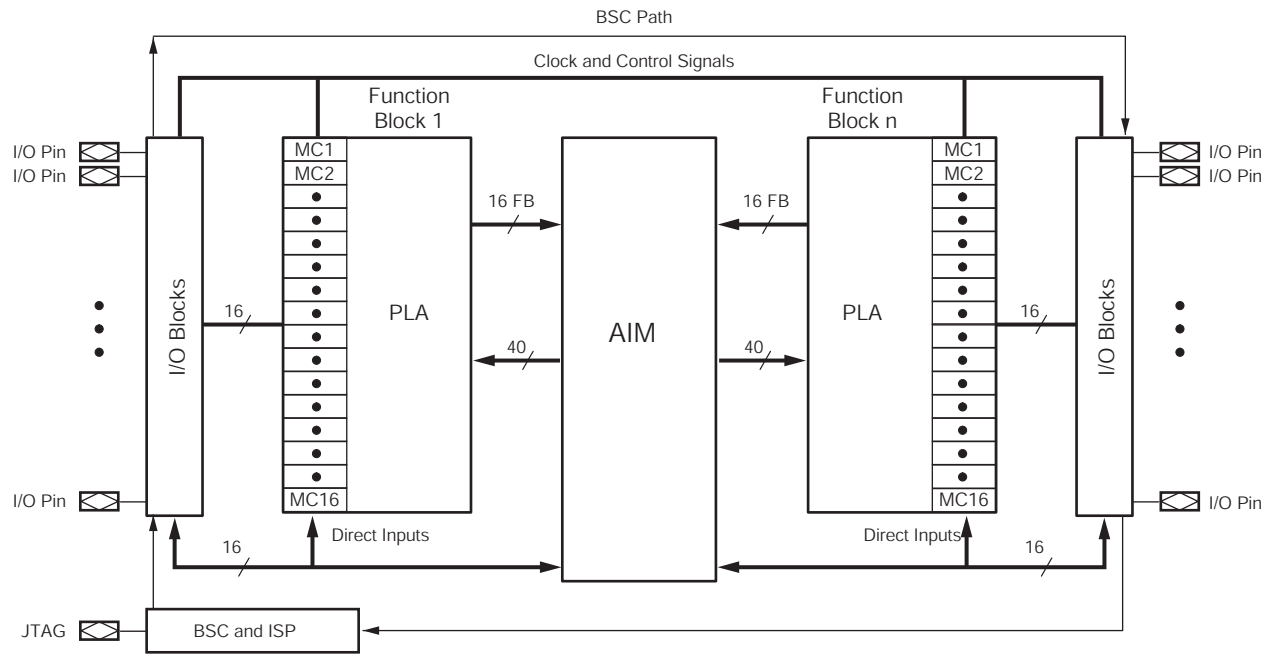 BSC Path
Clock and Control Signals
Function
Block 1
Function
Block n
I/O Pin
I/O Pin
I/O Pin
I/O Blocks
16
MC1
MC2
MC16
PLA
16 FB
40
AIM
16 FB
40
PLA
MC1
MC2
MC16
16
I/O Blocks
I/O Pin
I/O Pin
I/O Pin
Direct Inputs
16
Direct Inputs
16
JTAG
BSC and ISP